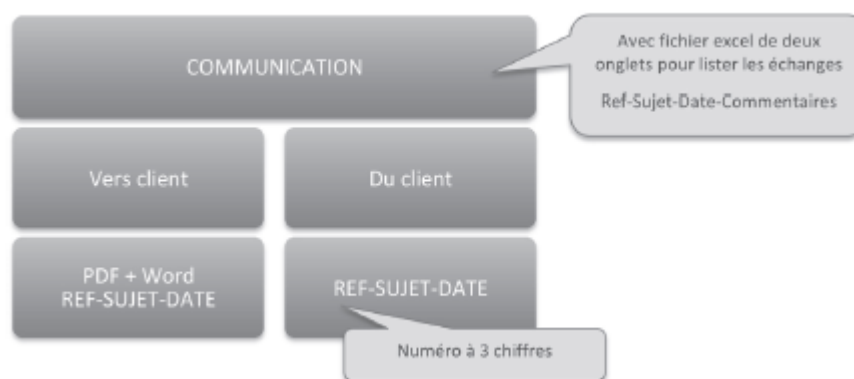 COMMUNICATION
Avec fichier excel de deux
onglets pour lister les échanges
Ref-Sujet-Date-Commentaires
Vers client
Du client
PDF + Word
REF-SUJET-DATE
REF-SUJET-DATE
Numéro à 3 chiffres